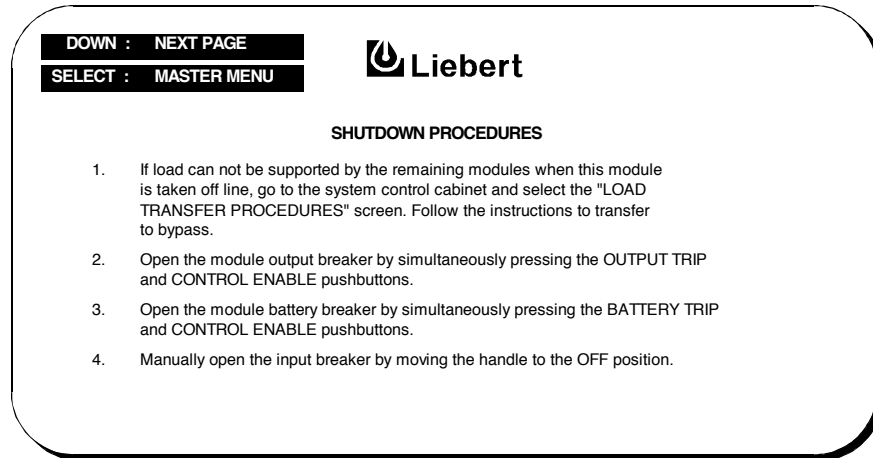 DOWN : NEXT PAGE
SELECT : MASTER MENU
Liebert
SHUTDOWN PROCEDURES
1. If load can not be supported by the remaining modules when this module
is taken off line, go to the system control cabinet and select the "LOAD
TRANSFER PROCEDURES" screen. Follow the instructions to transfer
to bypass.
2. Open the module output breaker by simultaneously pressing the OUTPUT TRIP
and CONTROL ENABLE pushbuttons.
3. Open the module battery breaker by simultaneously pressing the BATTERY TRIP
and CONTROL ENABLE pushbuttons.
4. Manually open the input breaker by moving the handle to the OFF position.